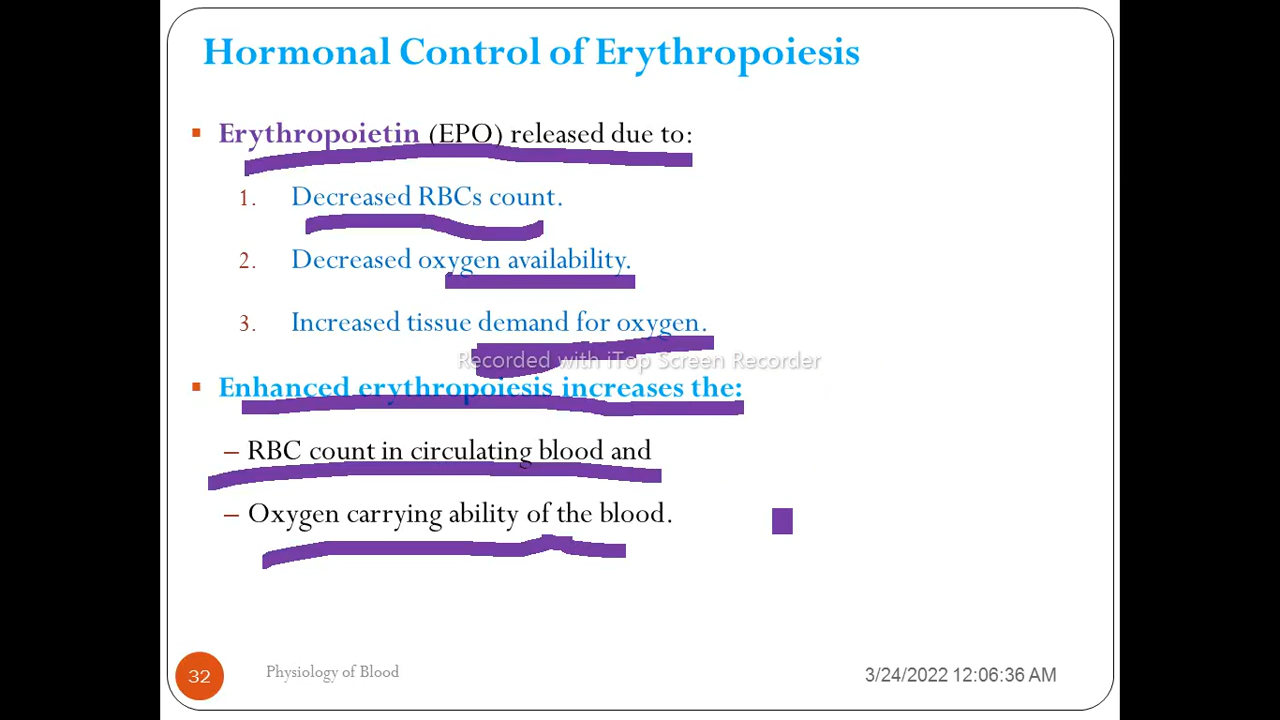 Hormonal Control of Erythropoiesis
▪ Erythropoietin (EPO) released due to:
1. Decreased RBCs count.
2. Decreased oxygen availability.
3. Increased tissue demand for oxygen.
Recorded with iTop Screen Recorder
▪ Enhanced erythropoiesis increases the:
– RBC count in circulating blood and
– Oxygen carrying ability of the blood.
32 Physiology of Blood 3/24/2022 12:06:36 AM